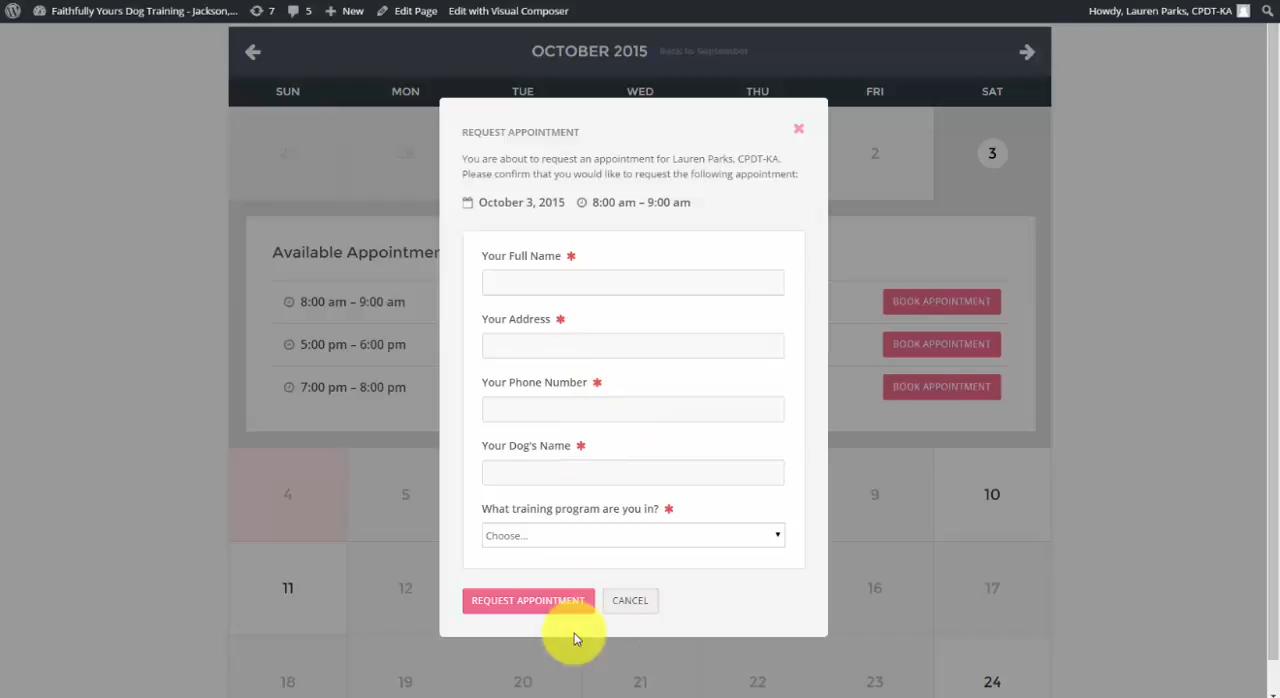 Faithfully Yours Dog Training - Jackson,... 7 5 New Edit Page Edit with Visual Composer Howdy, Lauren Parks, CPDT-KA
OCTOBER 2015 Back to September
SUN MON TUE WED THU FRI SAT
2 3
REQUEST APPOINTMENT
You are about to request an appointment for Lauren Parks, CPDT-KA.
Please confirm that you would like to request the following appointment:
October 3, 2015 8:00 am – 9:00 am
Available Appointmen
8:00 am – 9:00 am BOOK APPOINTMENT
5:00 pm – 6:00 pm BOOK APPOINTMENT
7:00 pm – 8:00 pm BOOK APPOINTMENT
Your Full Name *
Your Address *
Your Phone Number *
Your Dog's Name *
What training program are you in? *
Choose...
REQUEST APPOINTMENT CANCEL
4 5 9 10
11 12 16 17
18 19 20 21 22 23 24